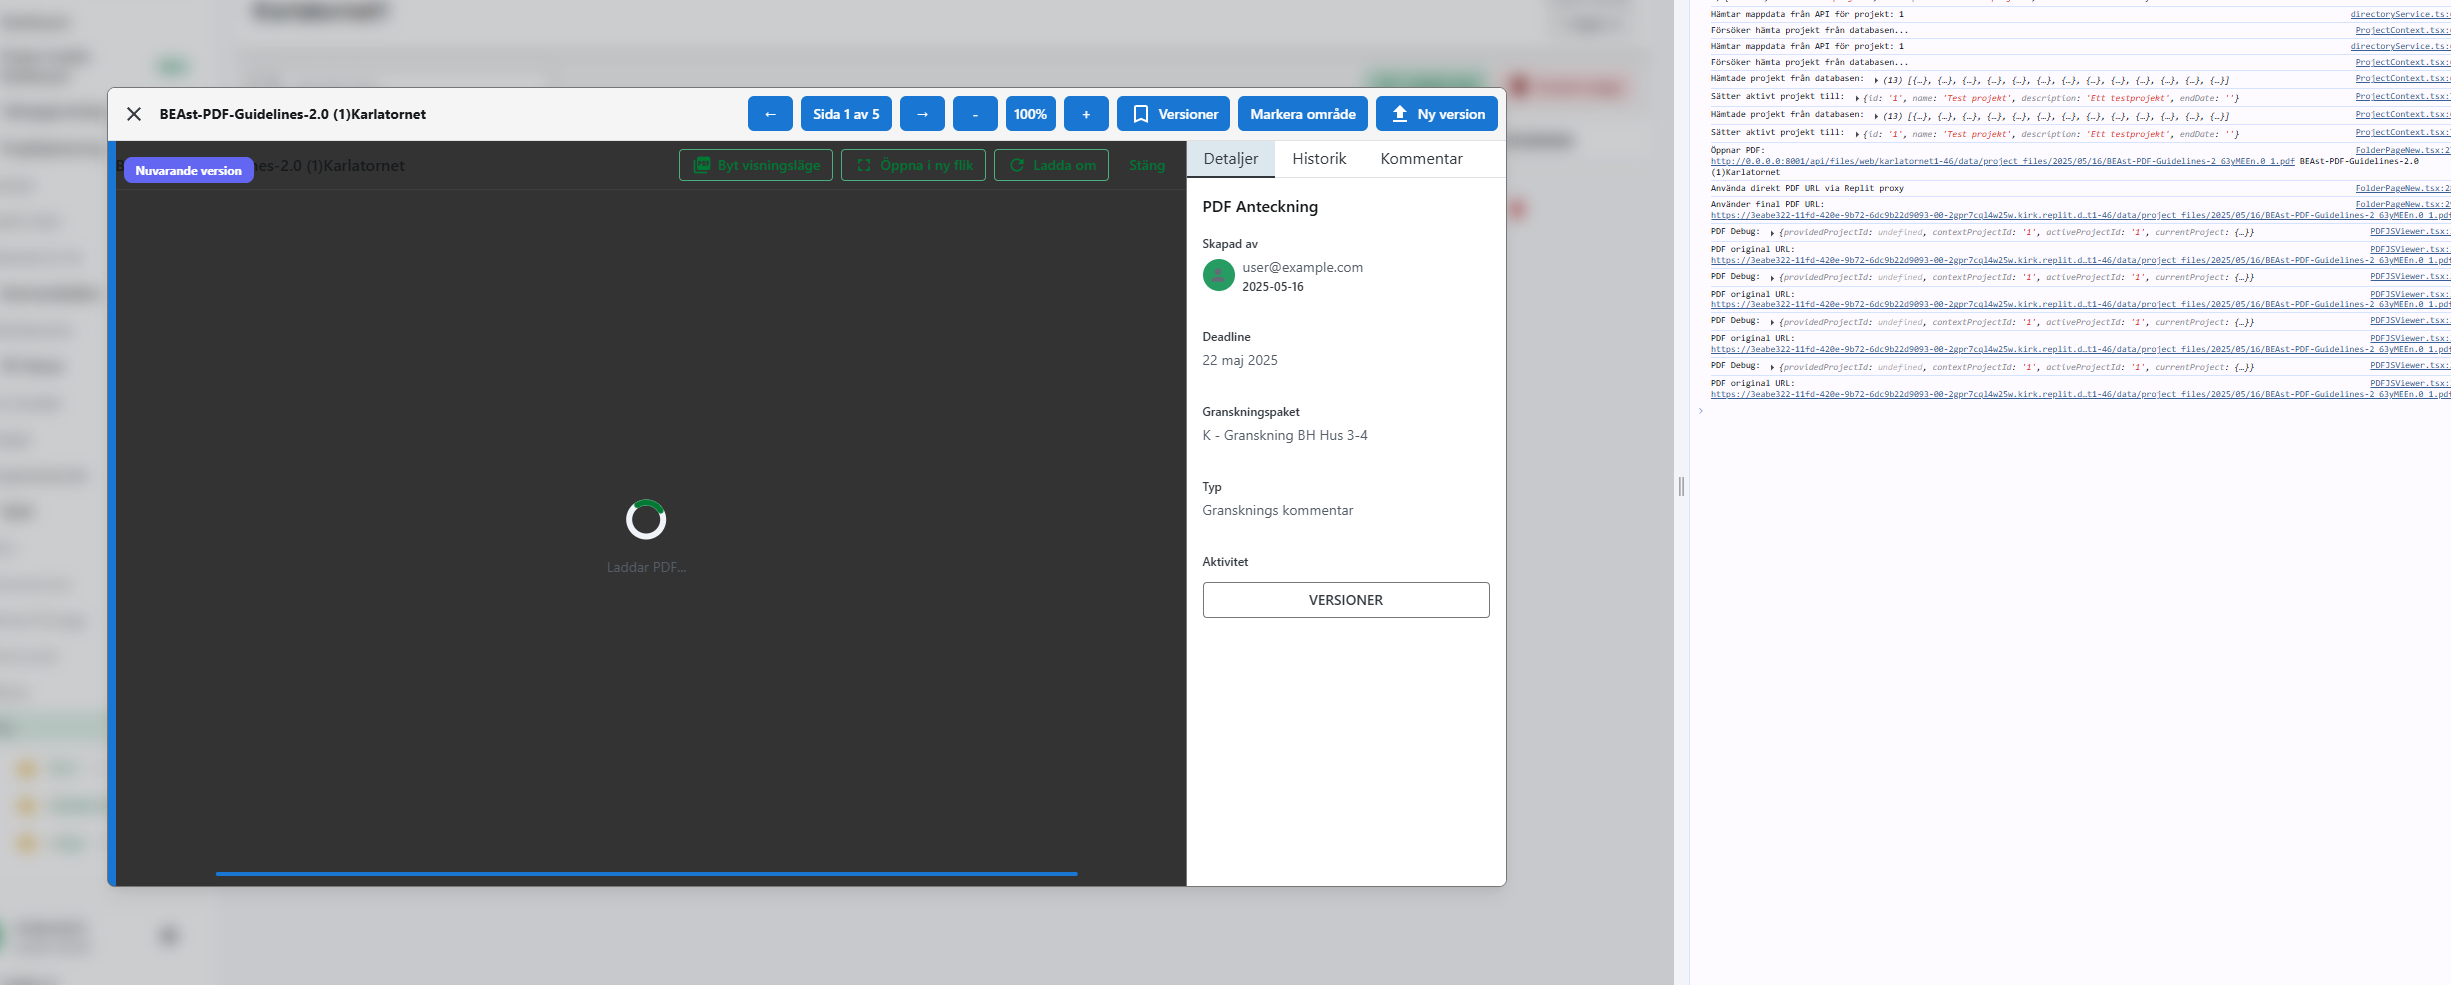 BEAst-PDF-Guidelines-2.0 (1)Karlatornet
←
Sida 1 av 5
→
-
100%
+
Versioner
Markera område
Ny version
Nuvarande version
nes-2.0 (1)Karlatornet
Byt visningsläge
Öppna i ny flik
Ladda om
Stäng
Laddar PDF...
Detaljer
Historik
Kommentar
PDF Anteckning
Skapad av
user@example.com
2025-05-16
Deadline
22 maj 2025
Granskningspaket
K - Granskning BH Hus 3-4
Typ
Gransknings kommentar
Aktivitet
VERSIONER
Hämtar mappdata från API för projekt: 1 directoryService.ts:
Försöker hämta projekt från databasen... ProjectContext.tsx:
Hämtar mappdata från API för projekt: 1 directoryService.ts:
Försöker hämta projekt från databasen... ProjectContext.tsx:
Hämtade projekt från databasen: ▸ (13) [{…}, {…}, {…}, {…}, {…}, {…}, {…}, {…}, {…}, {…}, {…}, {…}, {…}] ProjectContext.tsx:
Sätter aktivt projekt till: ▸ {id: '1', name: 'Test projekt', description: 'Ett testprojekt', endDate: ''} ProjectContext.tsx:
Hämtade projekt från databasen: ▸ (13) [{…}, {…}, {…}, {…}, {…}, {…}, {…}, {…}, {…}, {…}, {…}, {…}, {…}] ProjectContext.tsx:
Sätter aktivt projekt till: ▸ {id: '1', name: 'Test projekt', description: 'Ett testprojekt', endDate: ''} ProjectContext.tsx:
Öppnar PDF: FolderPageNew.tsx:2
http://0.0.0.0:8001/api/files/web/karlatornet1-46/data/project_files/2025/05/16/BEAst-PDF-Guidelines-2_63yMEEn.0_1.pdf BEAst-PDF-Guidelines-2.0
(1)Karlatornet
Använda direkt PDF URL via Replit proxy FolderPageNew.tsx:2
Använder final PDF URL: FolderPageNew.tsx:2
https://3eabe322-11fd-420e-9b72-6dc9b22d9093-00-2gpr7cql4w25w.kirk.replit.d…t1-46/data/project_files/2025/05/16/BEAst-PDF-Guidelines-2_63yMEEn.0_1.pdf
PDF Debug: ▸ {providedProjectId: undefined, contextProjectId: '1', activeProjectId: '1', currentProject: {…}} PDFJSViewer.tsx:
PDF original URL: PDFJSViewer.tsx:
https://3eabe322-11fd-420e-9b72-6dc9b22d9093-00-2gpr7cql4w25w.kirk.replit.d…t1-46/data/project_files/2025/05/16/BEAst-PDF-Guidelines-2_63yMEEn.0_1.pdf
PDF Debug: ▸ {providedProjectId: undefined, contextProjectId: '1', activeProjectId: '1', currentProject: {…}} PDFJSViewer.tsx:
PDF original URL: PDFJSViewer.tsx:
https://3eabe322-11fd-420e-9b72-6dc9b22d9093-00-2gpr7cql4w25w.kirk.replit.d…t1-46/data/project_files/2025/05/16/BEAst-PDF-Guidelines-2_63yMEEn.0_1.pdf
PDF Debug: ▸ {providedProjectId: undefined, contextProjectId: '1', activeProjectId: '1', currentProject: {…}} PDFJSViewer.tsx:
PDF original URL: PDFJSViewer.tsx:
https://3eabe322-11fd-420e-9b72-6dc9b22d9093-00-2gpr7cql4w25w.kirk.replit.d…t1-46/data/project_files/2025/05/16/BEAst-PDF-Guidelines-2_63yMEEn.0_1.pdf
PDF Debug: ▸ {providedProjectId: undefined, contextProjectId: '1', activeProjectId: '1', currentProject: {…}} PDFJSViewer.tsx:
PDF original URL: PDFJSViewer.tsx:
https://3eabe322-11fd-420e-9b72-6dc9b22d9093-00-2gpr7cql4w25w.kirk.replit.d…t1-46/data/project_files/2025/05/16/BEAst-PDF-Guidelines-2_63yMEEn.0_1.pdf